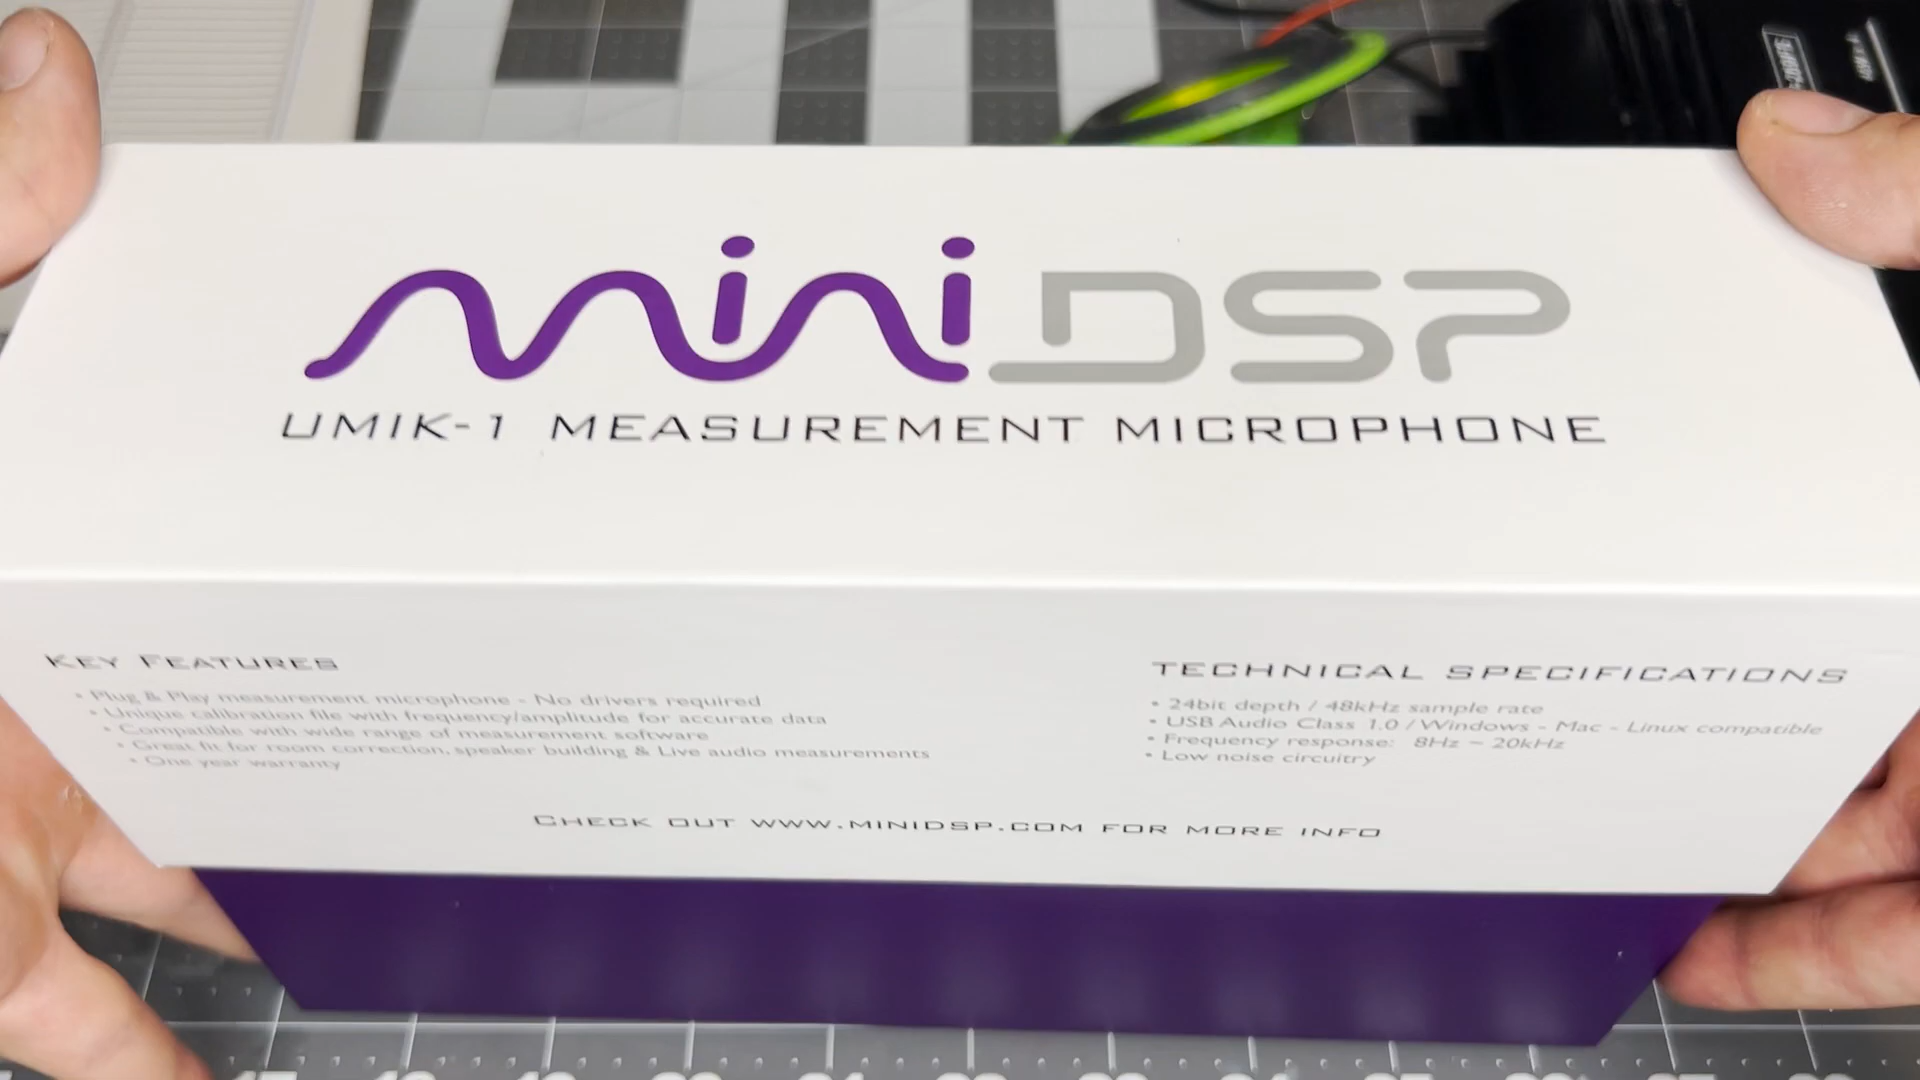 miniDSP
UMIK-1 MEASUREMENT MICROPHONE
KEY FEATURES
• Plug & Play measurement microphone - No drivers required
• Unique calibration file with frequency/amplitude for accurate data
• Compatible with wide range of measurement software
• Great fit for room correction, speaker building & Live audio measurements
• One year warranty
TECHNICAL SPECIFICATIONS
• 24bit depth / 48kHz sample rate
• USB Audio Class 1.0 / Windows - Mac - Linux compatible
• Frequency response: 8Hz ~ 20kHz
• Low noise circuitry
CHECK OUT WWW.MINIDSP.COM FOR MORE INFO